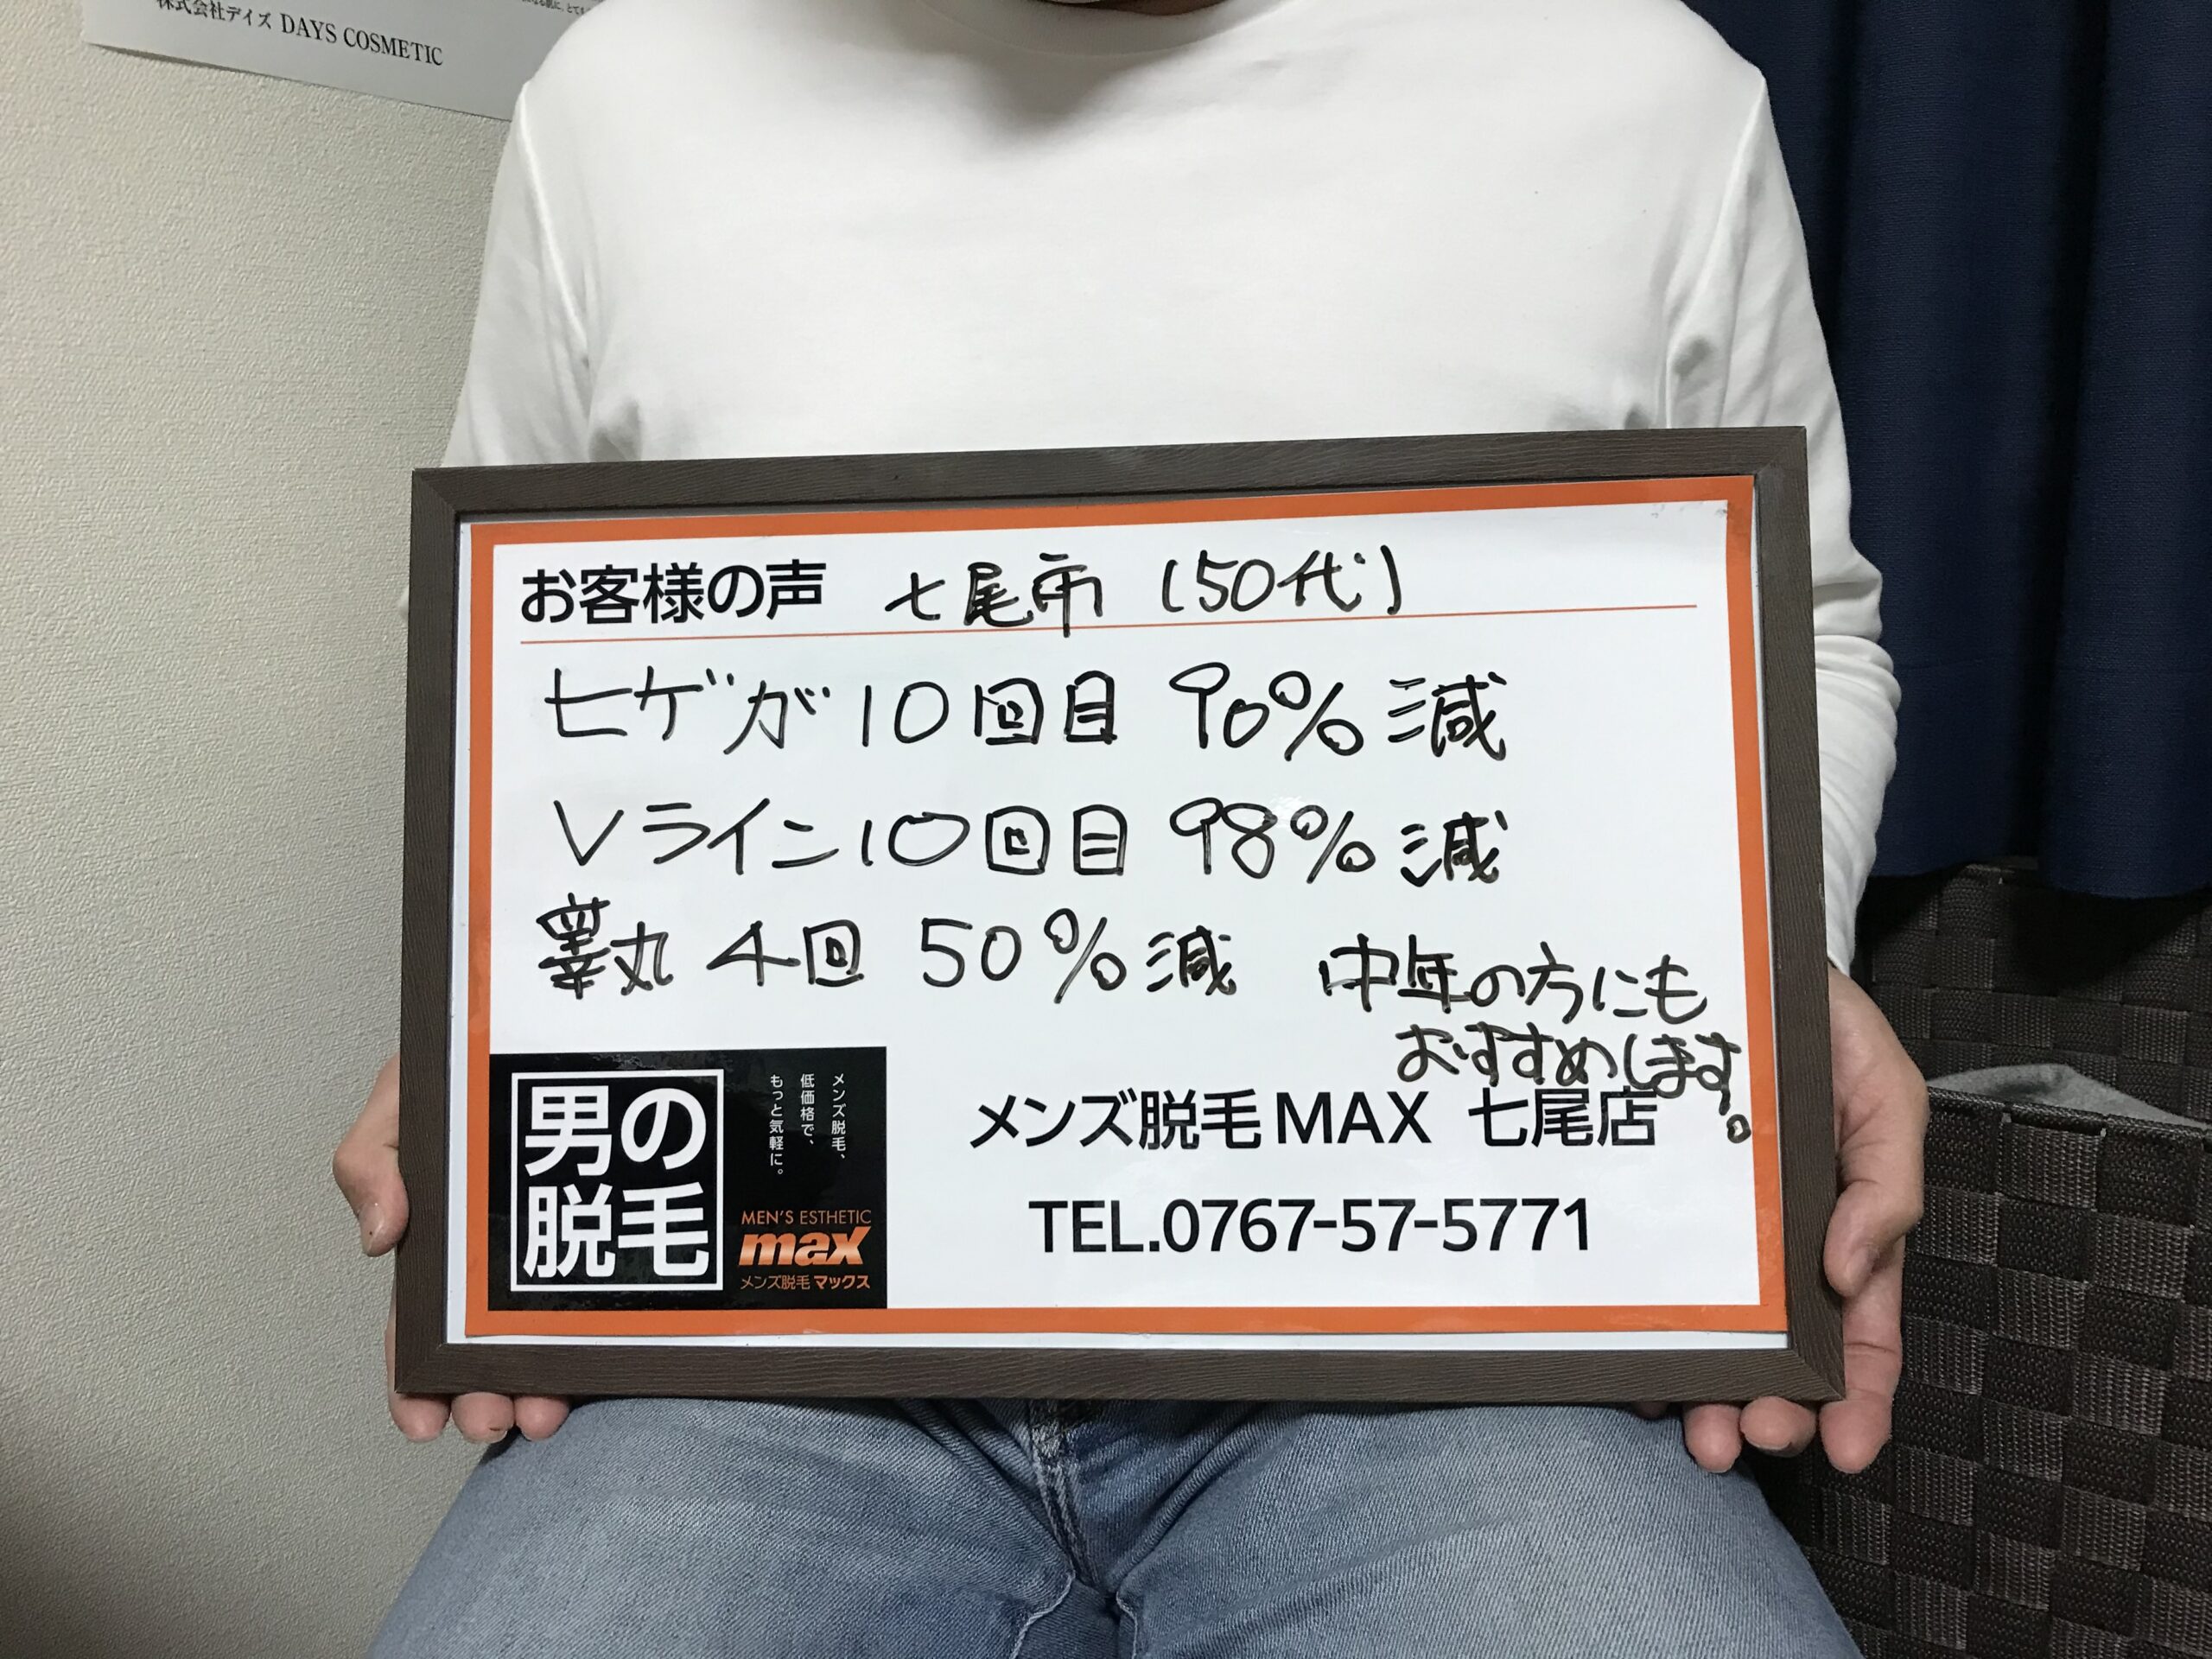 株式会社デイズ DAYS COSMETIC
お客様の声 七尾市 (50代)
ヒゲが10回目 90%減
Vライン10回目 98%減
睾丸 4回 50%減
中年の方にも
おすすめします。
男の
脱毛
メンズ脱毛、
低価格で、
もっと気軽に。
MEN'S ESTHETIC
max
メンズ脱毛 マックス
メンズ脱毛MAX 七尾店
TEL.0767-57-5771